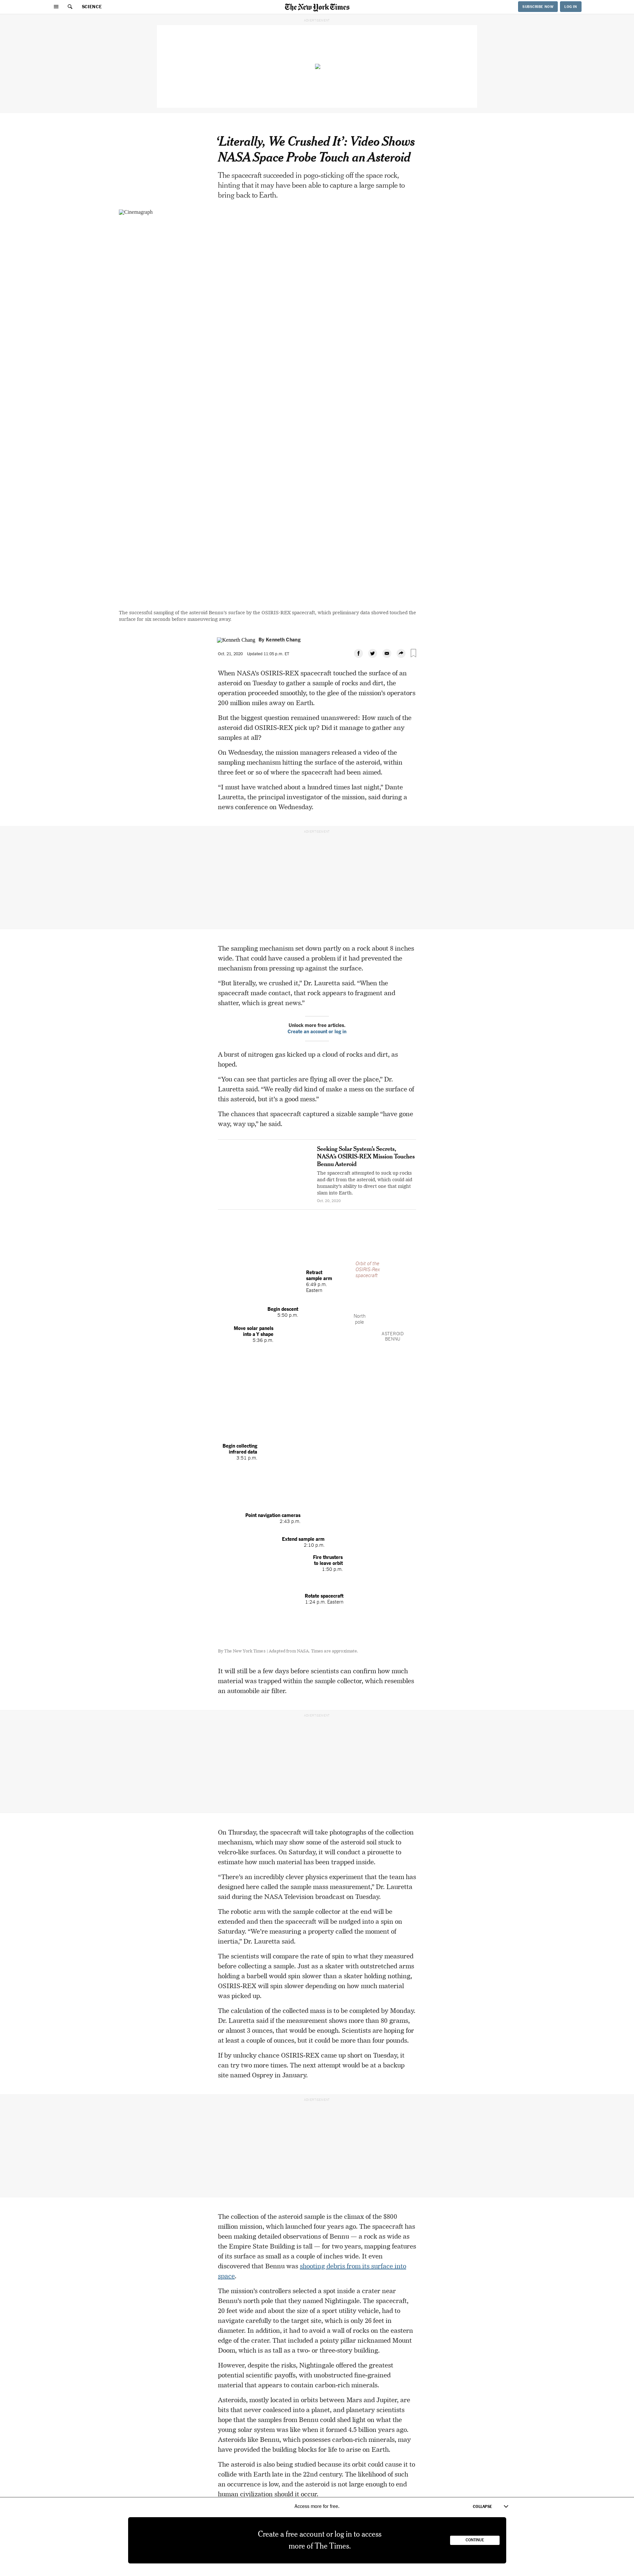 SCIENCE
The New York Times
SUBSCRIBE NOW
LOG IN
ADVERTISEMENT
‘Literally, We Crushed It’: Video Shows
NASA Space Probe Touch an Asteroid
The spacecraft succeeded in pogo-sticking off the space rock,
hinting that it may have been able to capture a large sample to
bring back to Earth.
Cinemagraph
The successful sampling of the asteroid Bennu’s surface by the OSIRIS-REX spacecraft, which preliminary data showed touched the
surface for six seconds before maneuvering away.
Kenneth Chang
By Kenneth Chang
Oct. 21, 2020
Updated 11:05 p.m. ET
When NASA’s OSIRIS-REX spacecraft touched the surface of an
asteroid on Tuesday to gather a sample of rocks and dirt, the
operation proceeded smoothly, to the glee of the mission’s operators
200 million miles away on Earth.
But the biggest question remained unanswered: How much of the
asteroid did OSIRIS-REX pick up? Did it manage to gather any
samples at all?
On Wednesday, the mission managers released a video of the
sampling mechanism hitting the surface of the asteroid, within
three feet or so of where the spacecraft had been aimed.
“I must have watched about a hundred times last night,” Dante
Lauretta, the principal investigator of the mission, said during a
news conference on Wednesday.
ADVERTISEMENT
The sampling mechanism set down partly on a rock about 8 inches
wide. That could have caused a problem if it had prevented the
mechanism from pressing up against the surface.
“But literally, we crushed it,” Dr. Lauretta said. “When the
spacecraft made contact, that rock appears to fragment and
shatter, which is great news.”
Unlock more free articles.
Create an account or log in
A burst of nitrogen gas kicked up a cloud of rocks and dirt, as
hoped.
“You can see that particles are flying all over the place,” Dr.
Lauretta said. “We really did kind of make a mess on the surface of
this asteroid, but it’s a good mess.”
The chances that spacecraft captured a sizable sample “have gone
way, way up,” he said.
Seeking Solar System’s Secrets,
NASA’s OSIRIS-REX Mission Touches
Bennu Asteroid
The spacecraft attempted to suck up rocks
and dirt from the asteroid, which could aid
humanity’s ability to divert one that might
slam into Earth.
Oct. 20, 2020
Orbit of the
OSIRIS-Rex
spacecraft
Retract
sample arm
6:49 p.m.
Eastern
Begin descent
5:50 p.m.
North
pole
Move solar panels
into a Y shape
5:36 p.m.
ASTEROID
BENNU
Begin collecting
infrared data
3:51 p.m.
Point navigation cameras
2:43 p.m.
Extend sample arm
2:10 p.m.
Fire thrusters
to leave orbit
1:50 p.m.
Rotate spacecraft
1:24 p.m. Eastern
By The New York Times | Adapted from NASA. Times are approximate.
It will still be a few days before scientists can confirm how much
material was trapped within the sample collector, which resembles
an automobile air filter.
ADVERTISEMENT
On Thursday, the spacecraft will take photographs of the collection
mechanism, which may show some of the asteroid soil stuck to
velcro-like surfaces. On Saturday, it will conduct a pirouette to
estimate how much material has been trapped inside.
“There’s an incredibly clever physics experiment that the team has
designed here called the sample mass measurement,” Dr. Lauretta
said during the NASA Television broadcast on Tuesday.
The robotic arm with the sample collector at the end will be
extended and then the spacecraft will be nudged into a spin on
Saturday. “We’re measuring a property called the moment of
inertia,” Dr. Lauretta said.
The scientists will compare the rate of spin to what they measured
before collecting a sample. Just as a skater with outstretched arms
holding a barbell would spin slower than a skater holding nothing,
OSIRIS-REX will spin slower depending on how much material
was picked up.
The calculation of the collected mass is to be completed by Monday.
Dr. Lauretta said if the measurement shows more than 80 grams,
or almost 3 ounces, that would be enough. Scientists are hoping for
at least a couple of ounces, but it could be more than four pounds.
If by unlucky chance OSIRIS-REX came up short on Tuesday, it
can try two more times. The next attempt would be at a backup
site named Osprey in January.
ADVERTISEMENT
The collection of the asteroid sample is the climax of the $800
million mission, which launched four years ago. The spacecraft has
been making detailed observations of Bennu — a rock as wide as
the Empire State Building is tall — for two years, mapping features
of its surface as small as a couple of inches wide. It even
discovered that Bennu was shooting debris from its surface into
space.
The mission’s controllers selected a spot inside a crater near
Bennu’s north pole that they named Nightingale. The spacecraft,
20 feet wide and about the size of a sport utility vehicle, had to
navigate carefully to the target site, which is only 26 feet in
diameter. In addition, it had to avoid a wall of rocks on the eastern
edge of the crater. That included a pointy pillar nicknamed Mount
Doom, which is as tall as a two- or three-story building.
However, despite the risks, Nightingale offered the greatest
potential scientific payoffs, with unobstructed fine-grained
material that appears to contain carbon-rich minerals.
Asteroids, mostly located in orbits between Mars and Jupiter, are
bits that never coalesced into a planet, and planetary scientists
hope that the samples from Bennu could shed light on what the
young solar system was like when it formed 4.5 billion years ago.
Asteroids like Bennu, which possesses carbon-rich minerals, may
have provided the building blocks for life to arise on Earth.
The asteroid is also being studied because its orbit could cause it to
collide with Earth late in the 22nd century. The likelihood of such
an occurrence is low, and the asteroid is not large enough to end
human civilization should it occur.
Access more for free.
COLLAPSE
Create a free account or log in to access
more of The Times.
CONTINUE